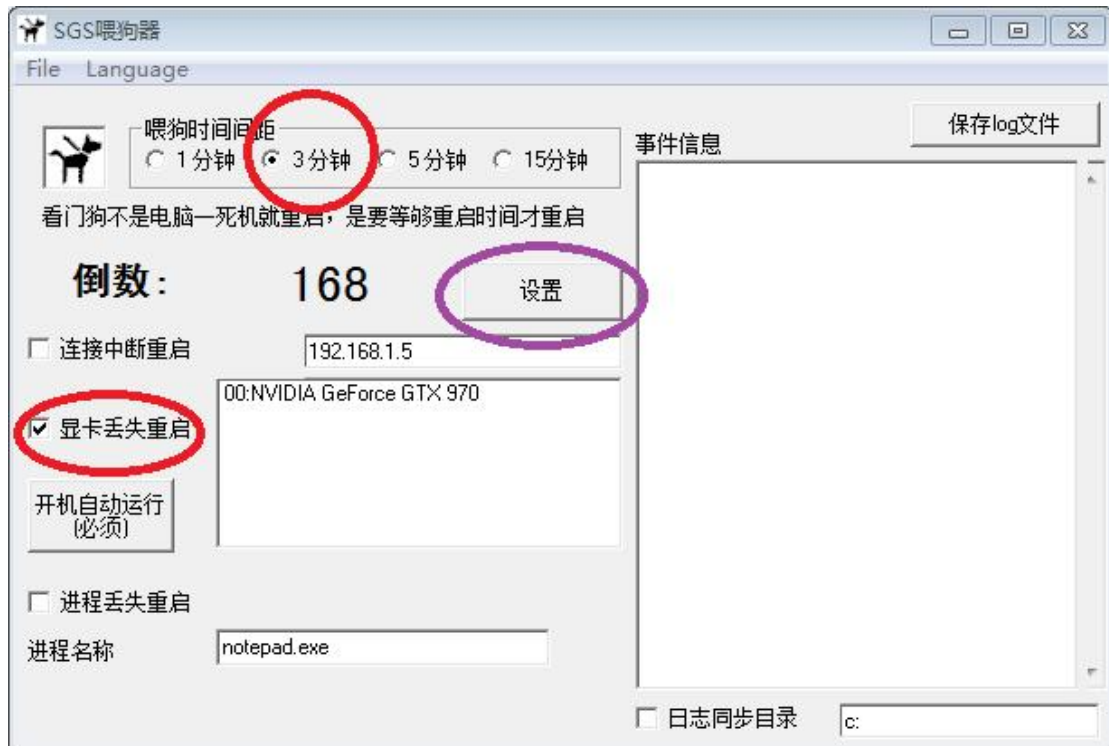 SGS喂狗器
File Language
保存log文件
喂狗时间间距
1分钟 3分钟 5分钟 15分钟
事件信息
看门狗不是电脑一死机就重启，是要等够重启时间才重启
倒数: 168 设置
连接中断重启 192.168.1.5
00:NVIDIA GeForce GTX 970
显卡丢失重启
开机自动运行
(必须)
进程丢失重启
进程名称 notepad.exe
日志同步目录 c: